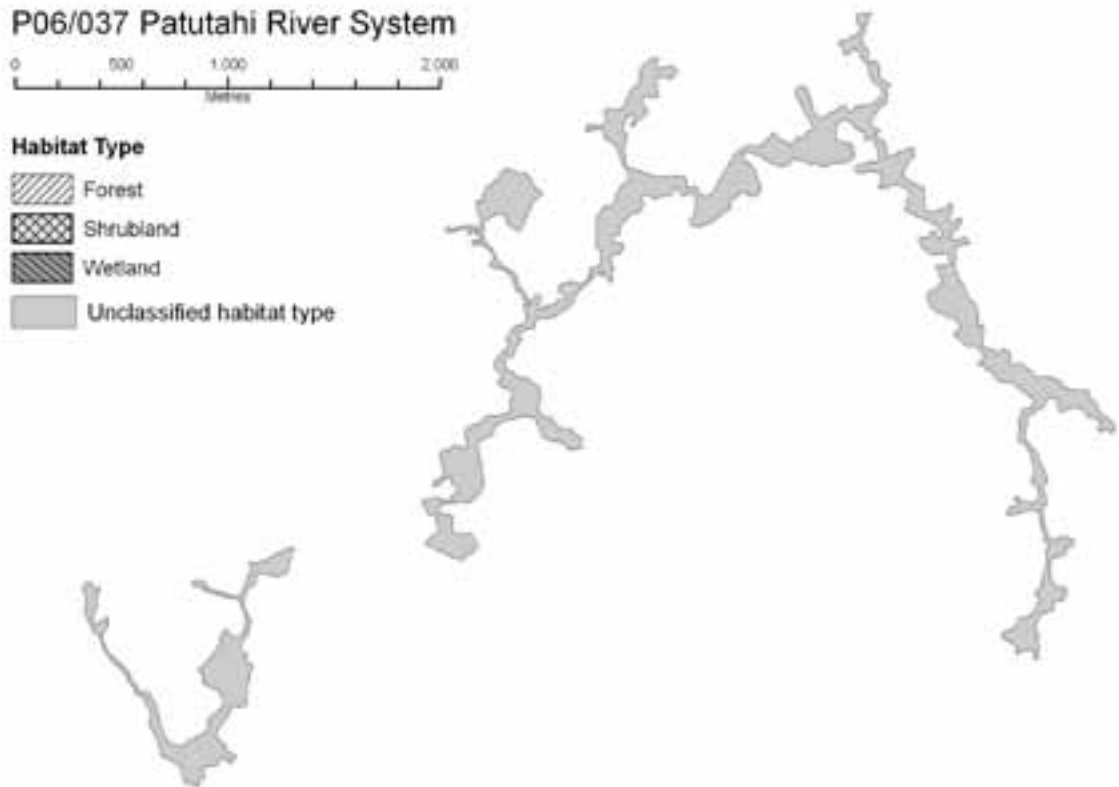 P06/037 Patutahi River System
0 500 1,000 2,000
Metres
Habitat Type
Forest
Shrubland
Wetland
Unclassified habitat type